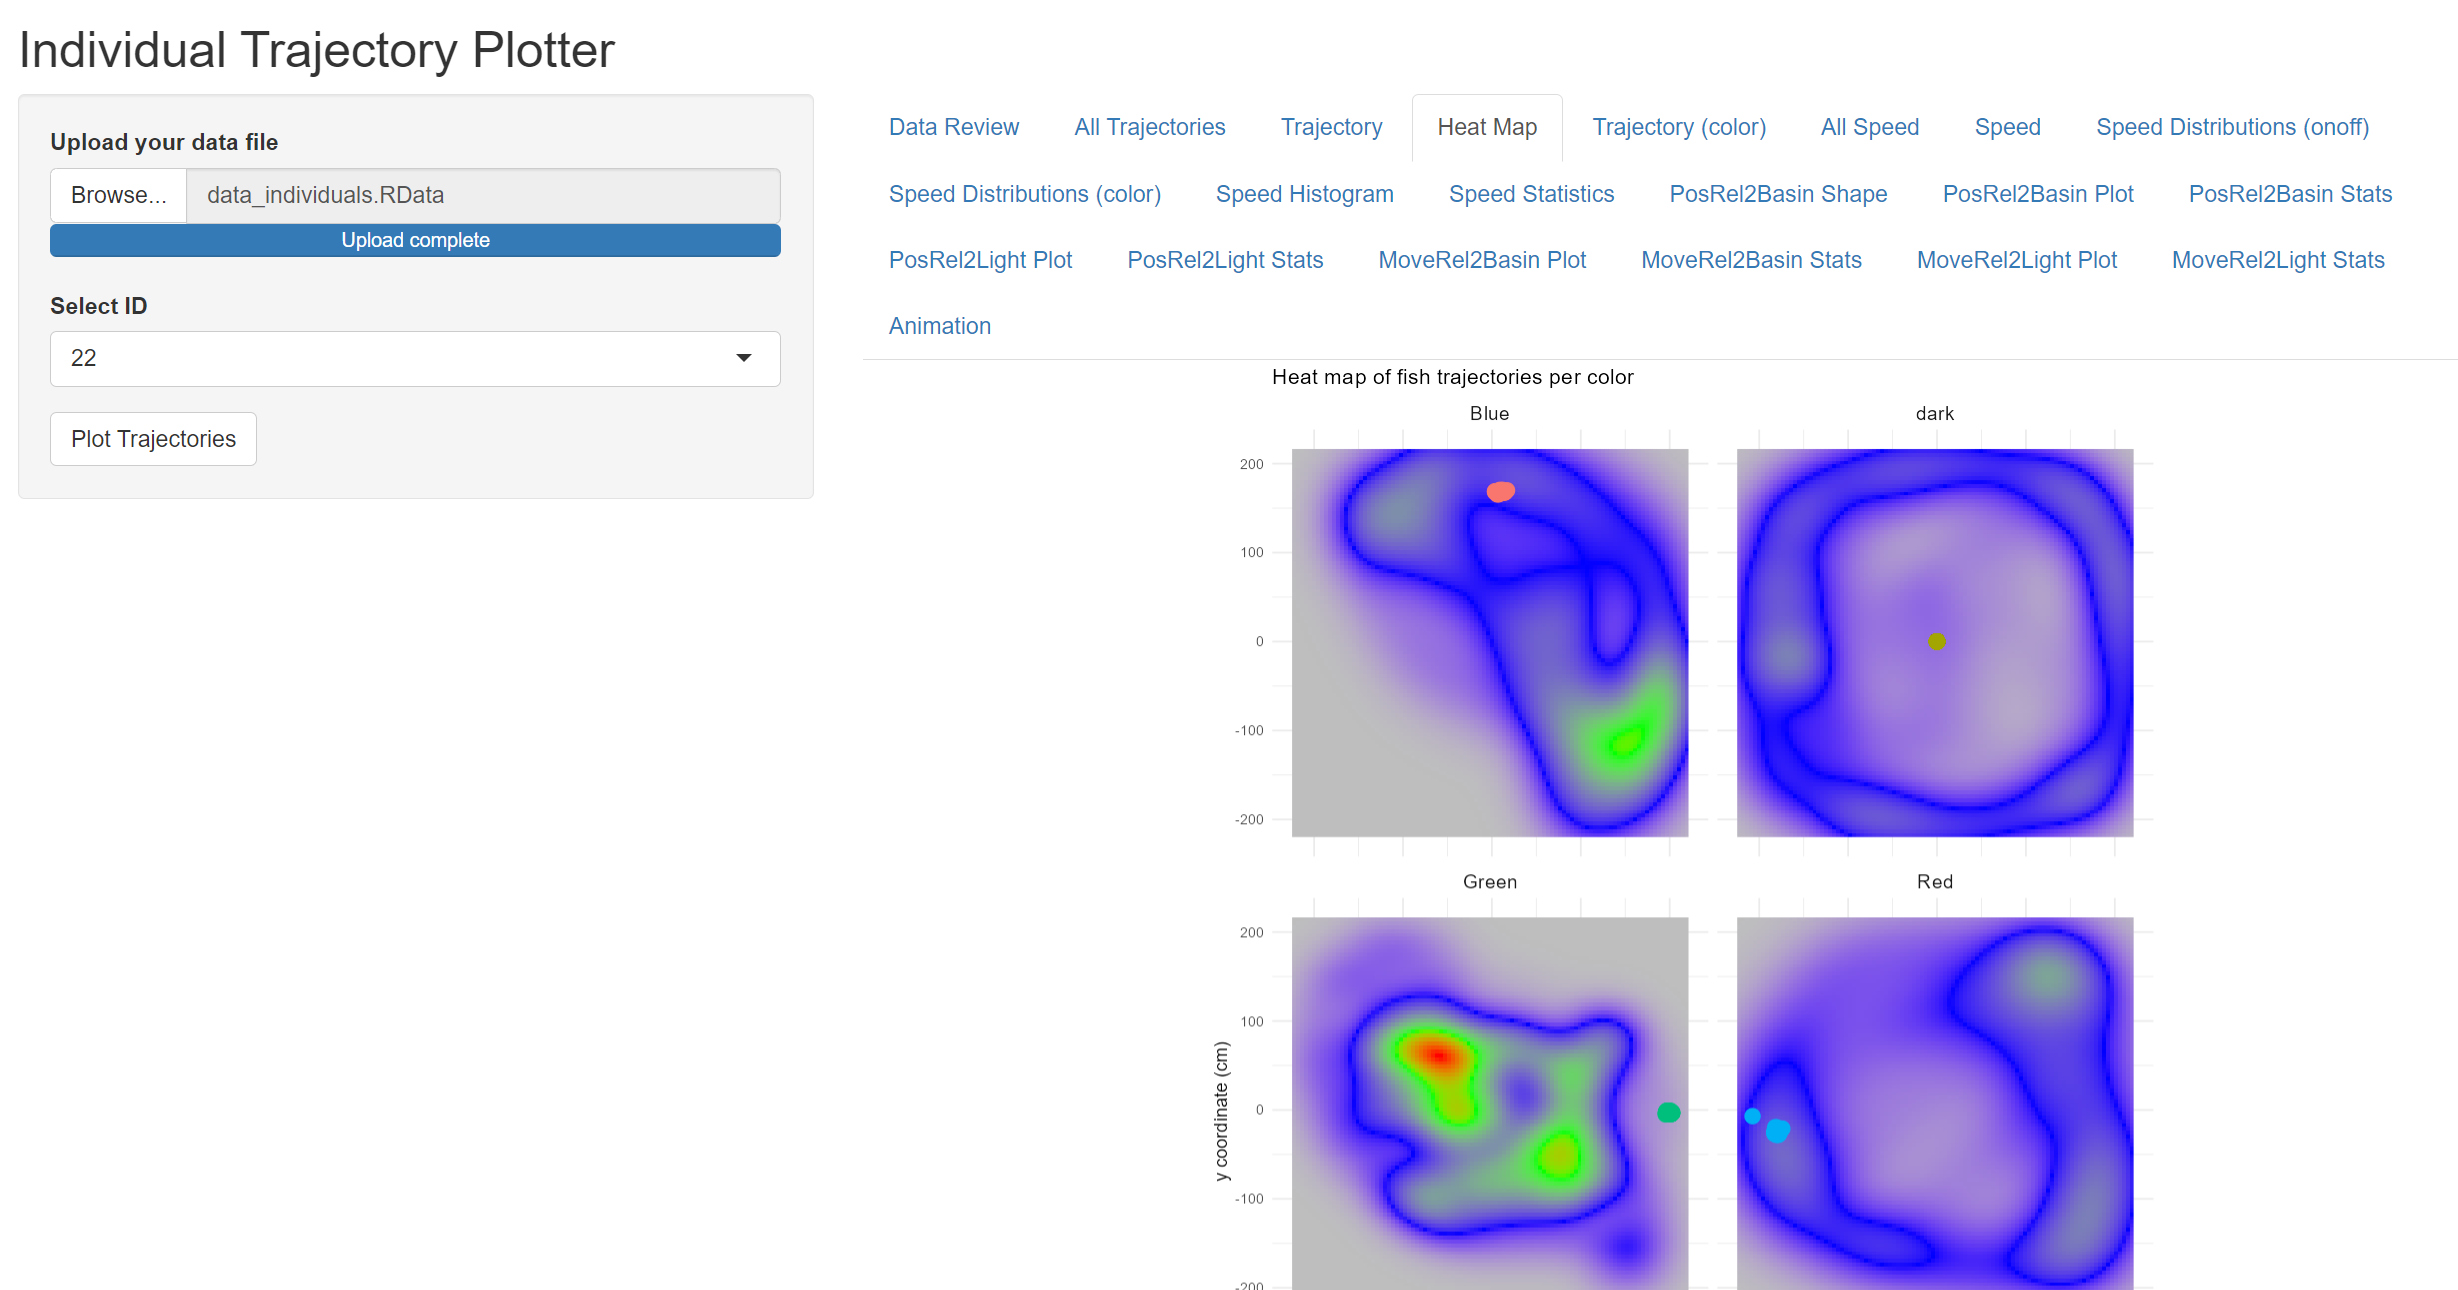 Individual Trajectory Plotter
Upload your data file
Browse... data_individuals.RData
Upload complete
Select ID
22
Plot Trajectories
Data Review All Trajectories Trajectory Heat Map Trajectory (color) All Speed Speed Speed Distributions (onoff)
Speed Distributions (color) Speed Histogram Speed Statistics PosRel2Basin Shape PosRel2Basin Plot PosRel2Basin Stats
PosRel2Light Plot PosRel2Light Stats MoveRel2Basin Plot MoveRel2Basin Stats MoveRel2Light Plot MoveRel2Light Stats
Animation
Heat map of fish trajectories per color
Blue dark
200
100
0
-100
-200
Green Red
y coordinate (cm)
200
100
0
-100
-200